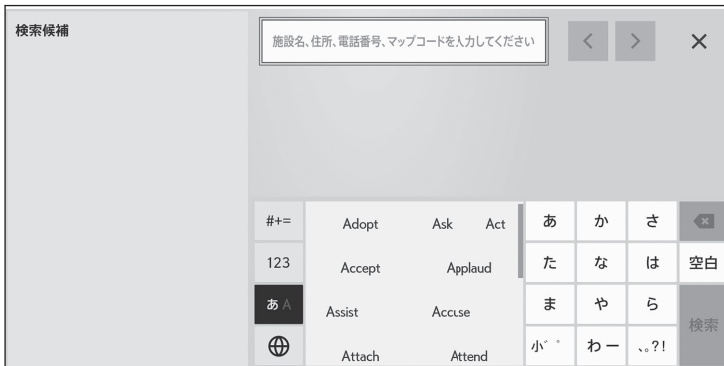 検索候補
施設名、住所、電話番号、マップコードを入力してください
#+= Adopt Ask Act あ か さ
123 Accept Applaud た な は 空白
あ A Assist Accuse ま や ら 検索
Attach Attend 小゛゜ わー 、。?!